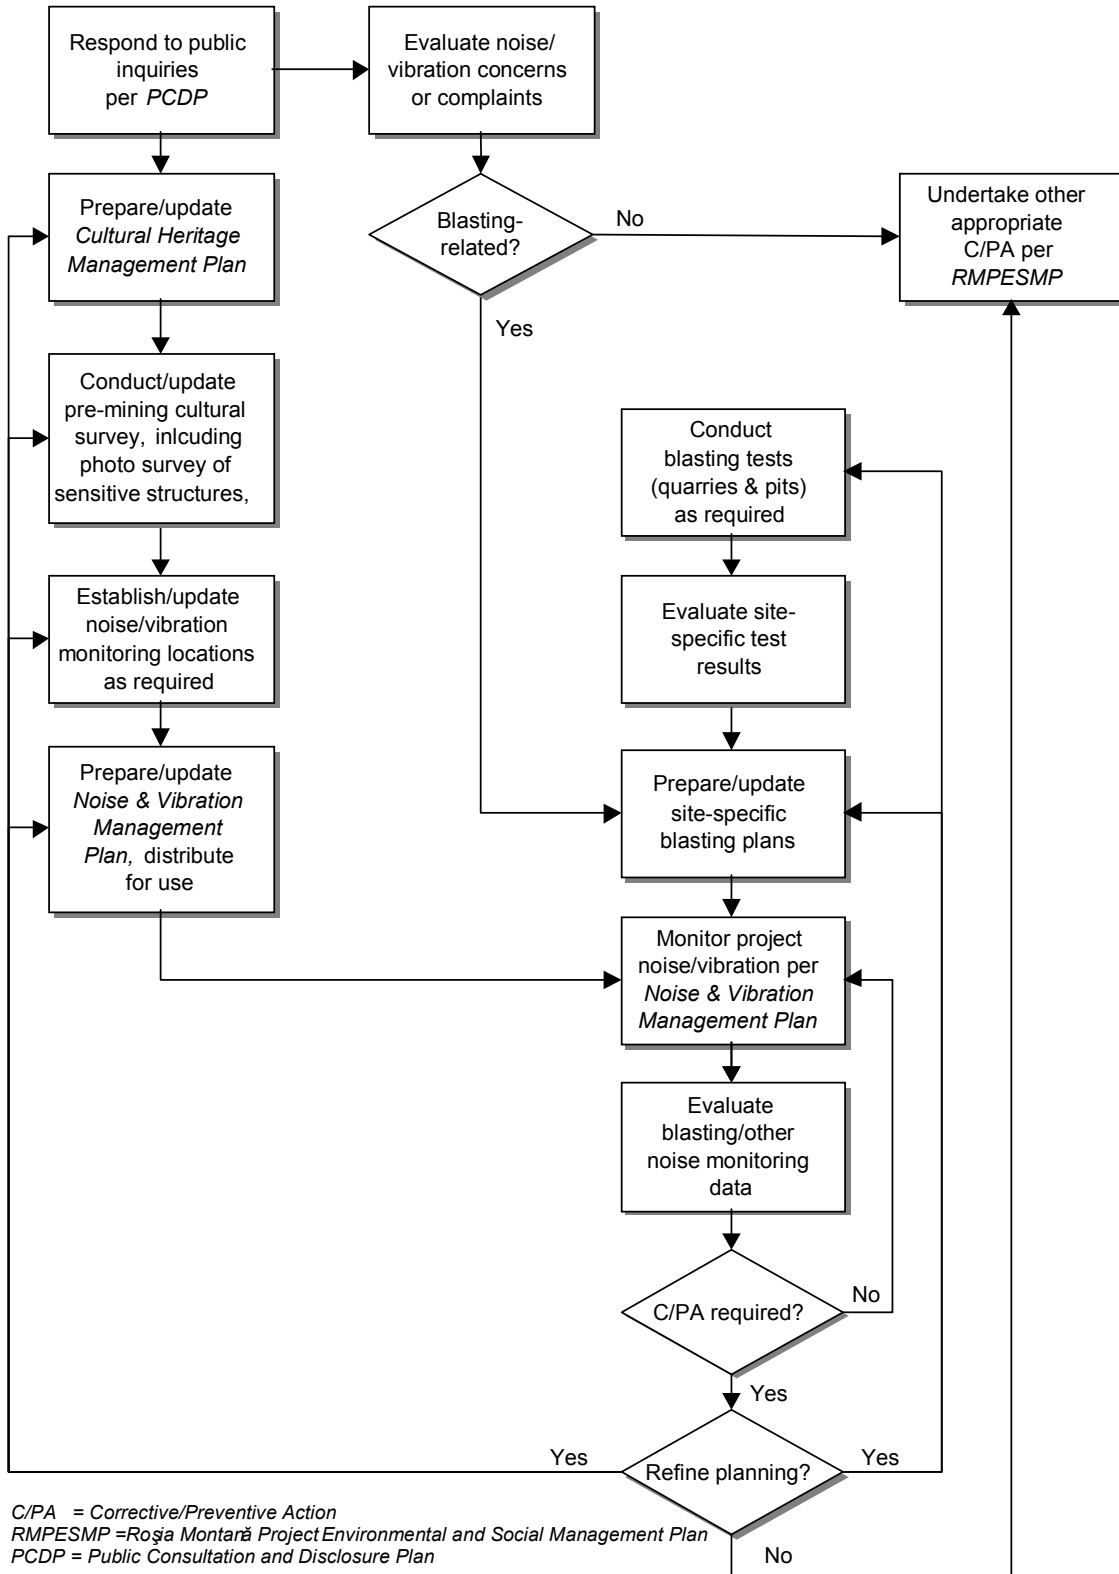 Respond to public
inquiries
per PCDP
Evaluate noise/
vibration concerns
or complaints
Prepare/update
Cultural Heritage
Management Plan
Blasting-
related?
No
Undertake other
appropriate
C/PA per
RMPESMP
Yes
Conduct/update
pre-mining cultural
survey, inlcuding
photo survey of
sensitive structures,
Conduct
blasting tests
(quarries & pits)
as required
Establish/update
noise/vibration
monitoring locations
as required
Evaluate site-
specific test
results
Prepare/update
Noise & Vibration
Management
Plan, distribute
for use
Prepare/update
site-specific
blasting plans
Monitor project
noise/vibration per
Noise & Vibration
Management Plan
Evaluate
blasting/other
noise monitoring
data
C/PA required?
No
Yes
Yes
Refine planning?
Yes
No
C/PA = Corrective/Preventive Action
RMPESMP =Roşia Montană Project Environmental and Social Management Plan
PCDP = Public Consultation and Disclosure Plan